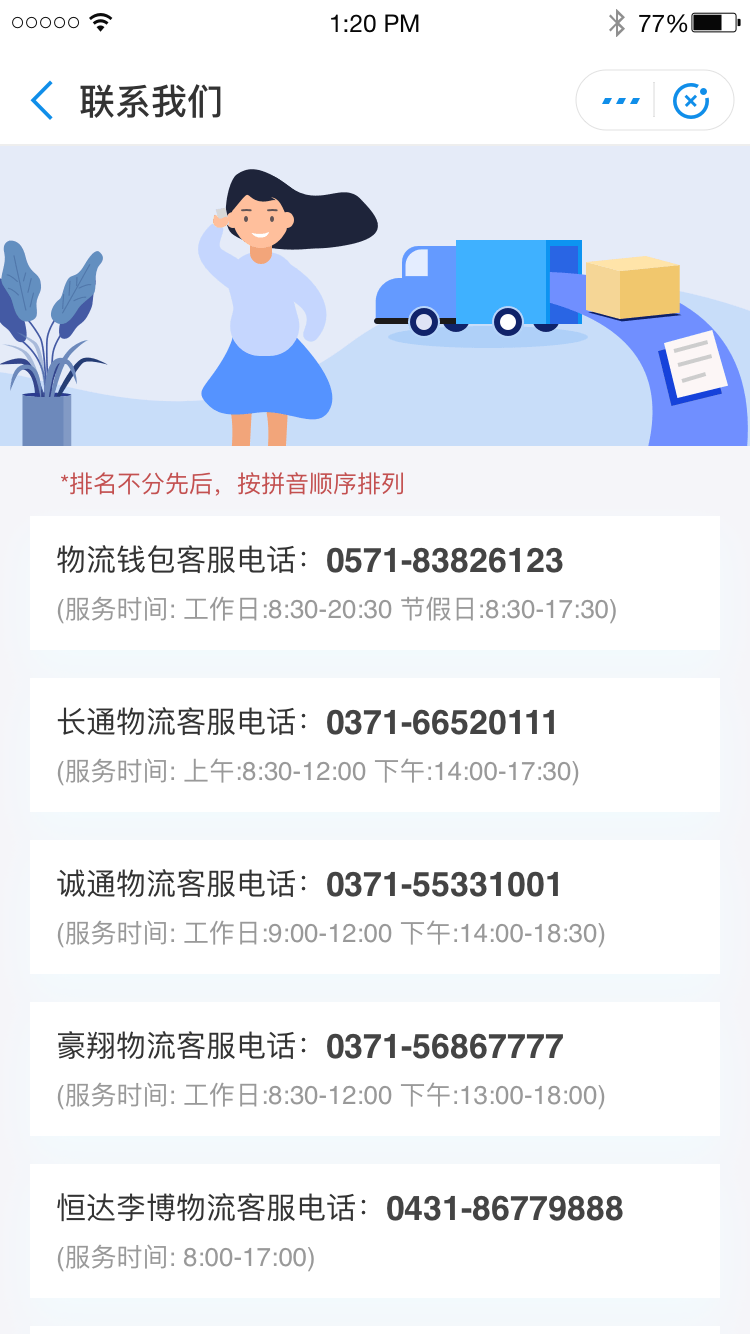 1:20 PM 77%
联系我们
*排名不分先后，按拼音顺序排列
物流钱包客服电话：0571-83826123
(服务时间: 工作日:8:30-20:30 节假日:8:30-17:30)
长通物流客服电话：0371-66520111
(服务时间: 上午:8:30-12:00 下午:14:00-17:30)
诚通物流客服电话：0371-55331001
(服务时间: 工作日:9:00-12:00 下午:14:00-18:30)
豪翔物流客服电话：0371-56867777
(服务时间: 工作日:8:30-12:00 下午:13:00-18:00)
恒达李博物流客服电话：0431-86779888
(服务时间: 8:00-17:00)